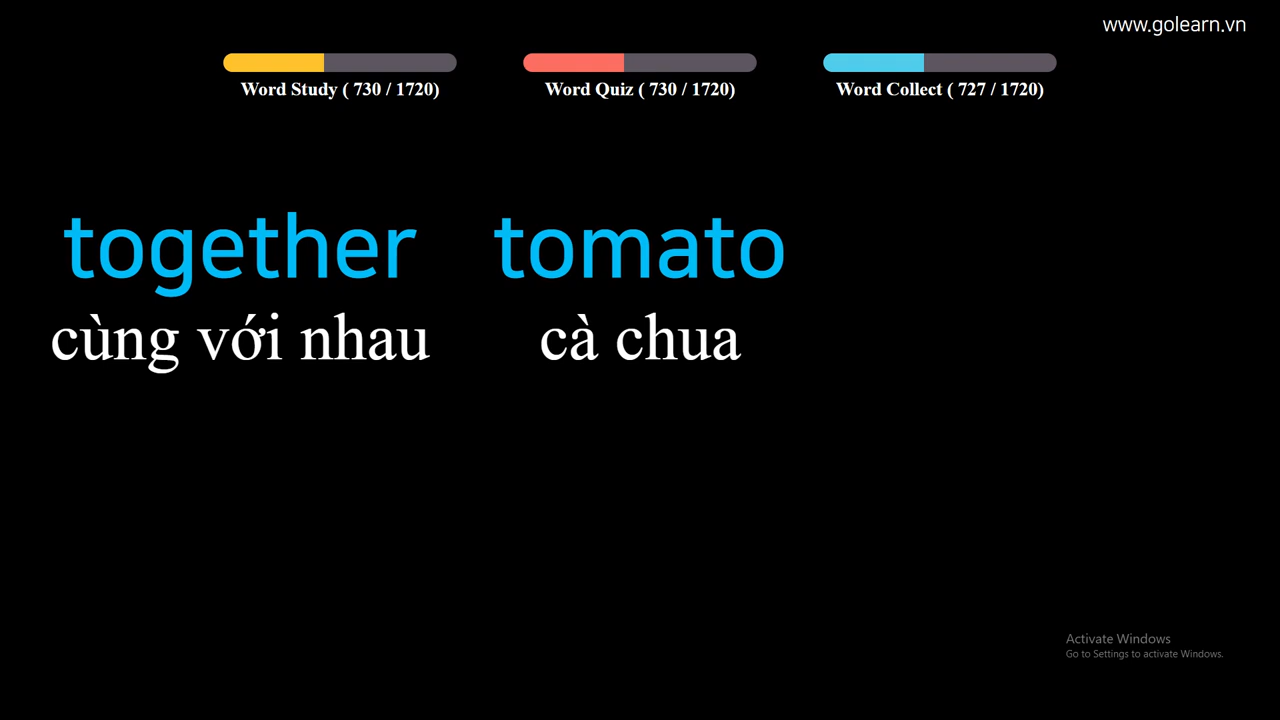 www.golearn.vn
Word Study ( 730 / 1720)
Word Quiz ( 730 / 1720)
Word Collect ( 727 / 1720)
together
cùng với nhau
tomato
cà chua
Activate Windows
Go to Settings to activate Windows.